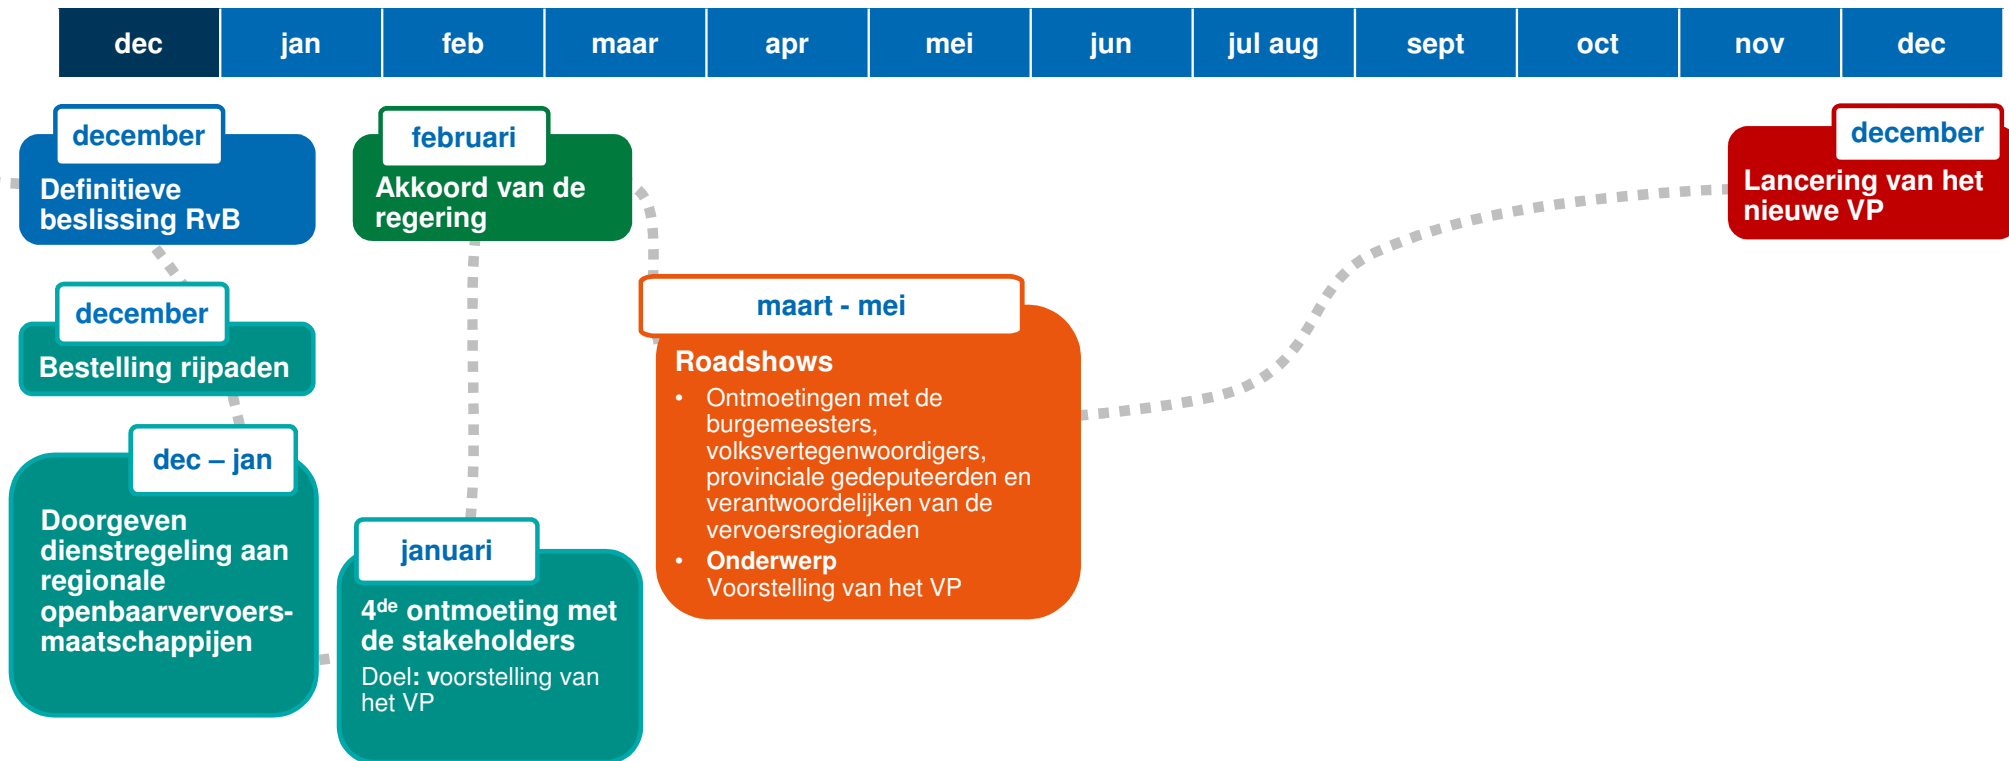 dec jan feb maar apr mei jun jul aug sept oct nov dec
december
Definitieve
beslissing RvB
december
Bestelling rijpaden
dec – jan
Doorgeven
dienstregeling aan
regionale
openbaarvervoers-
maatschappijen
januari
4de ontmoeting met
de stakeholders
Doel: voorstelling van
het VP
februari
Akkoord van de
regering
maart - mei
Roadshows
• Ontmoetingen met de
burgemeesters,
volksvertegenwoordigers,
provinciale gedeputeerden en
verantwoordelijken van de
vervoersregioraden
• Onderwerp
Voorstelling van het VP
december
Lancering van het
nieuwe VP